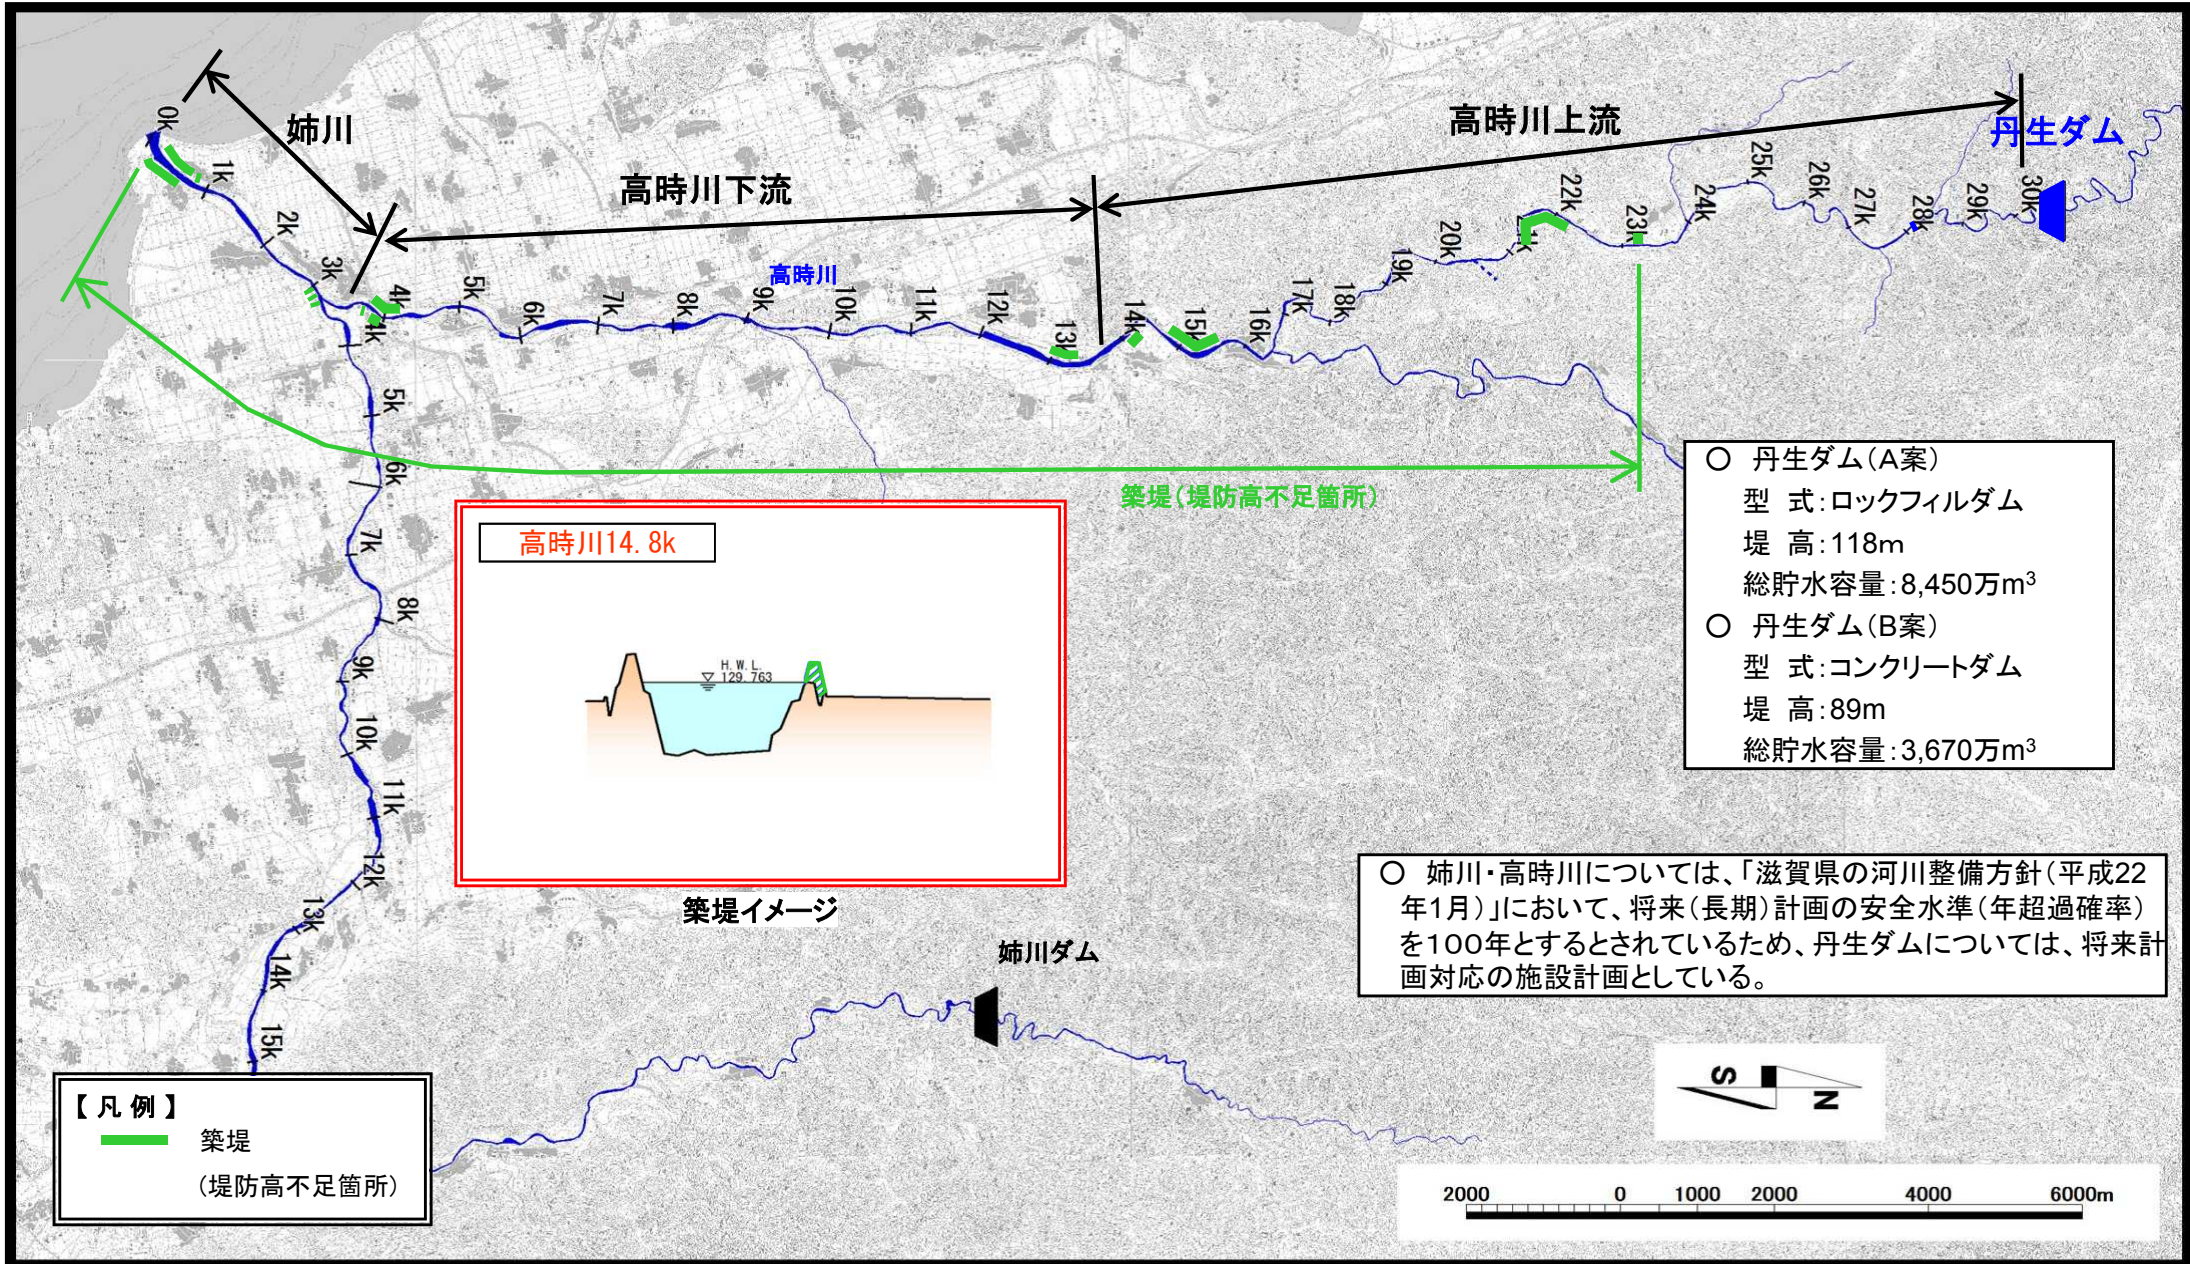 姉川
高時川下流
高時川上流
丹生ダム
高時川
0k
1k
2k
3k
4k
5k
6k
7k
8k
9k
10k
11k
12k
13k
14k
15k
16k
17k
18k
19k
20k
22k
23k
24k
25k
26k
27k
28k
29k
30k
4k
5k
6k
7k
8k
9k
10k
11k
12k
13k
14k
15k
築堤(堤防高不足箇所)
高時川14.8k
H.W.L.
129.763
築堤イメージ
○ 丹生ダム(A案)
型 式:ロックフィルダム
堤 高:118m
総貯水容量:8,450万m³
○ 丹生ダム(B案)
型 式:コンクリートダム
堤 高:89m
総貯水容量:3,670万m³
○ 姉川・高時川については、「滋賀県の河川整備方針(平成22
年1月)」において、将来(長期)計画の安全水準(年超過確率)
を100年とするとされているため、丹生ダムについては、将来計
画対応の施設計画としている。
姉川ダム
【凡例】
築堤
(堤防高不足箇所)
S
N
2000 0 1000 2000 4000 6000m